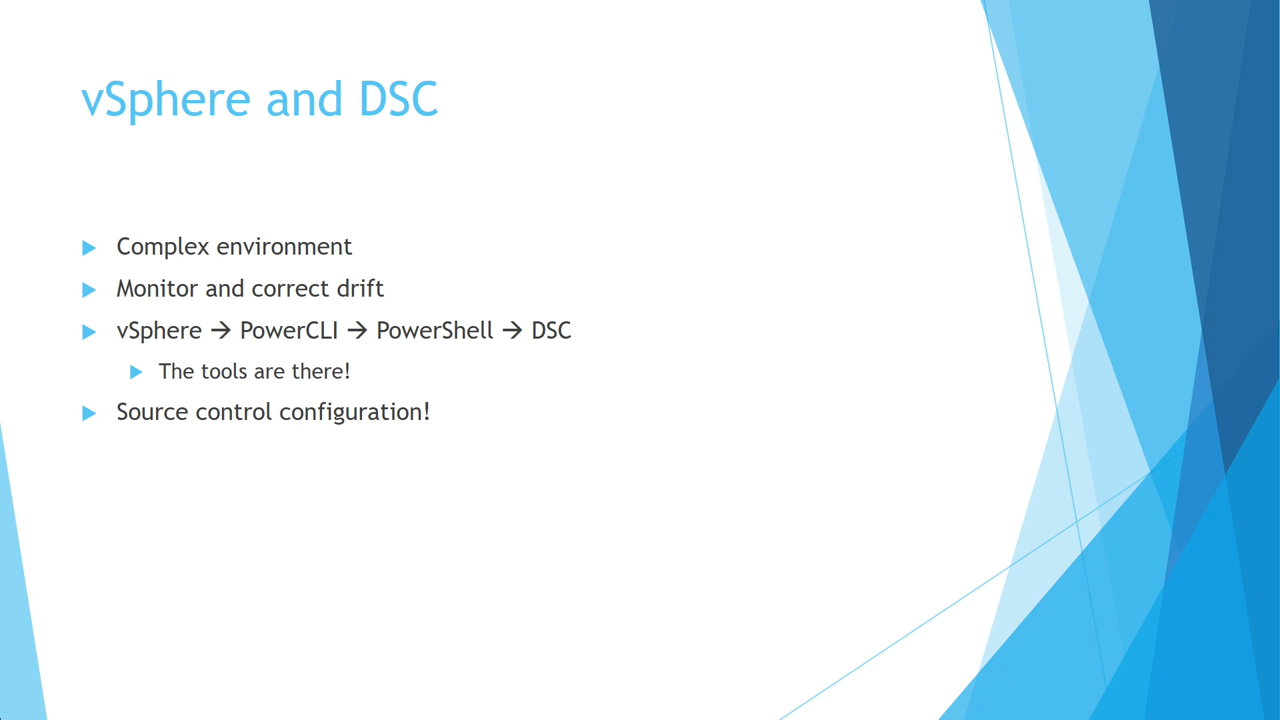 vSphere and DSC
Complex environment
Monitor and correct drift
vSphere → PowerCLI → PowerShell → DSC
The tools are there!
Source control configuration!